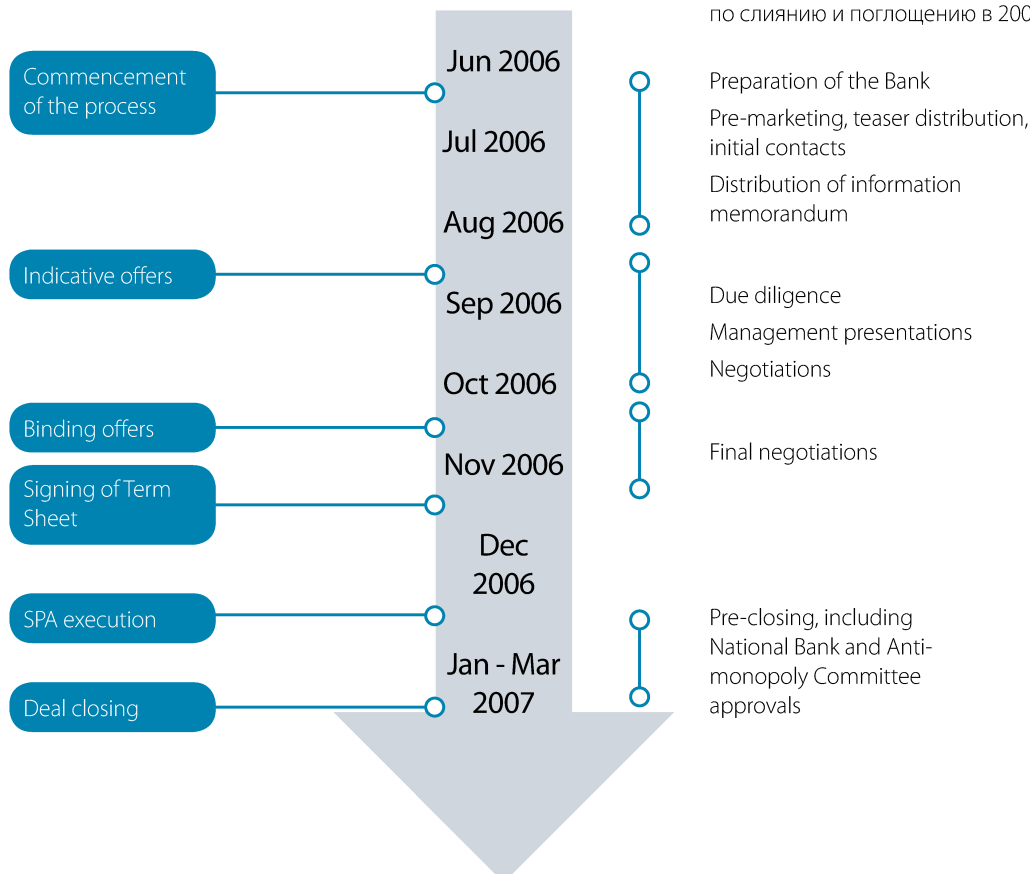 по слиянию и поглощению в 200
Commencement
of the process
Indicative offers
Binding offers
Signing of Term
Sheet
SPA execution
Deal closing
Jun 2006
Jul 2006
Aug 2006
Sep 2006
Oct 2006
Nov 2006
Dec
2006
Jan - Mar
2007
Preparation of the Bank
Pre-marketing, teaser distribution,
initial contacts
Distribution of information
memorandum
Due diligence
Management presentations
Negotiations
Final negotiations
Pre-closing, including
National Bank and Anti-
monopoly Committee
approvals